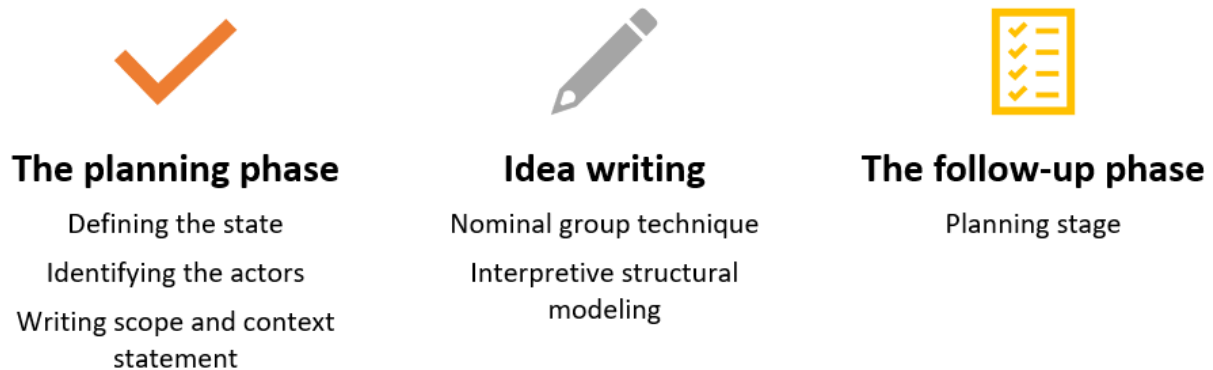 The planning phase
Defining the state
Identifying the actors
Writing scope and context
statement
Idea writing
Nominal group technique
Interpretive structural
modeling
The follow-up phase
Planning stage